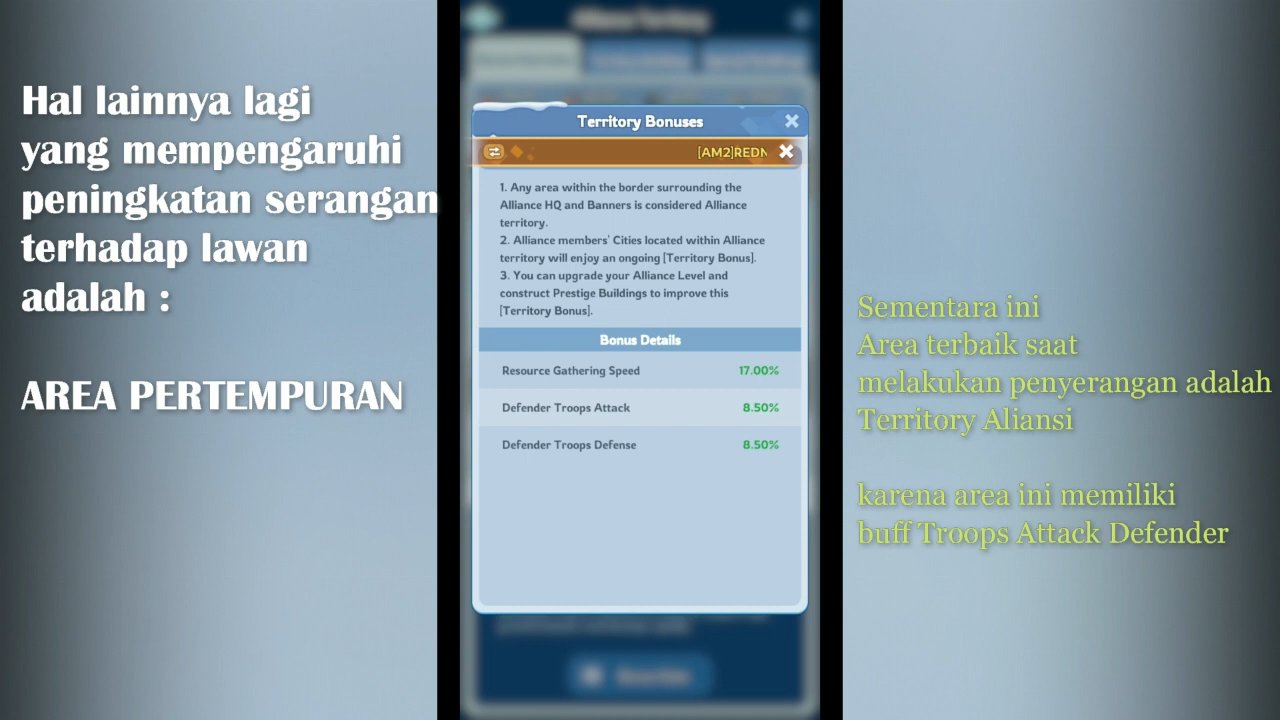 Hal lainnya lagi
yang mempengaruhi
peningkatan serangan
terhadap lawan
adalah :
AREA PERTEMPURAN
Territory Bonuses
[AM2]REDN
1. Any area within the border surrounding the
Alliance HQ and Banners is considered Alliance
territory.
2. Alliance members' Cities located within Alliance
territory will enjoy an ongoing [Territory Bonus].
3. You can upgrade your Alliance Level and
construct Prestige Buildings to improve this
[Territory Bonus].
Bonus Details
Resource Gathering Speed 17.00%
Defender Troops Attack 8.50%
Defender Troops Defense 8.50%
Sementara ini
Area terbaik saat
melakukan penyerangan adalah
Territory Aliansi
karena area ini memiliki
buff Troops Attack Defender